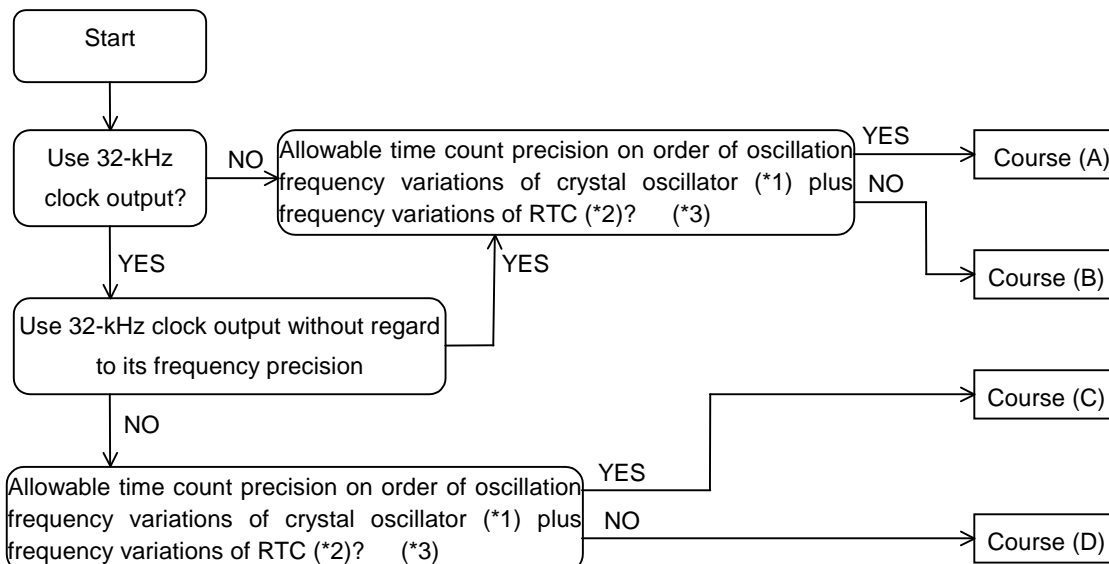 Start
Use 32-kHz
clock output?
NO
Allowable time count precision on order of oscillation
frequency variations of crystal oscillator (*1) plus
frequency variations of RTC (*2)? (*3)
YES
Course (A)
NO
Course (B)
YES
YES
Use 32-kHz clock output without regard
to its frequency precision
Course (C)
NO
Allowable time count precision on order of oscillation
frequency variations of crystal oscillator (*1) plus
frequency variations of RTC (*2)? (*3)
YES
NO
Course (D)